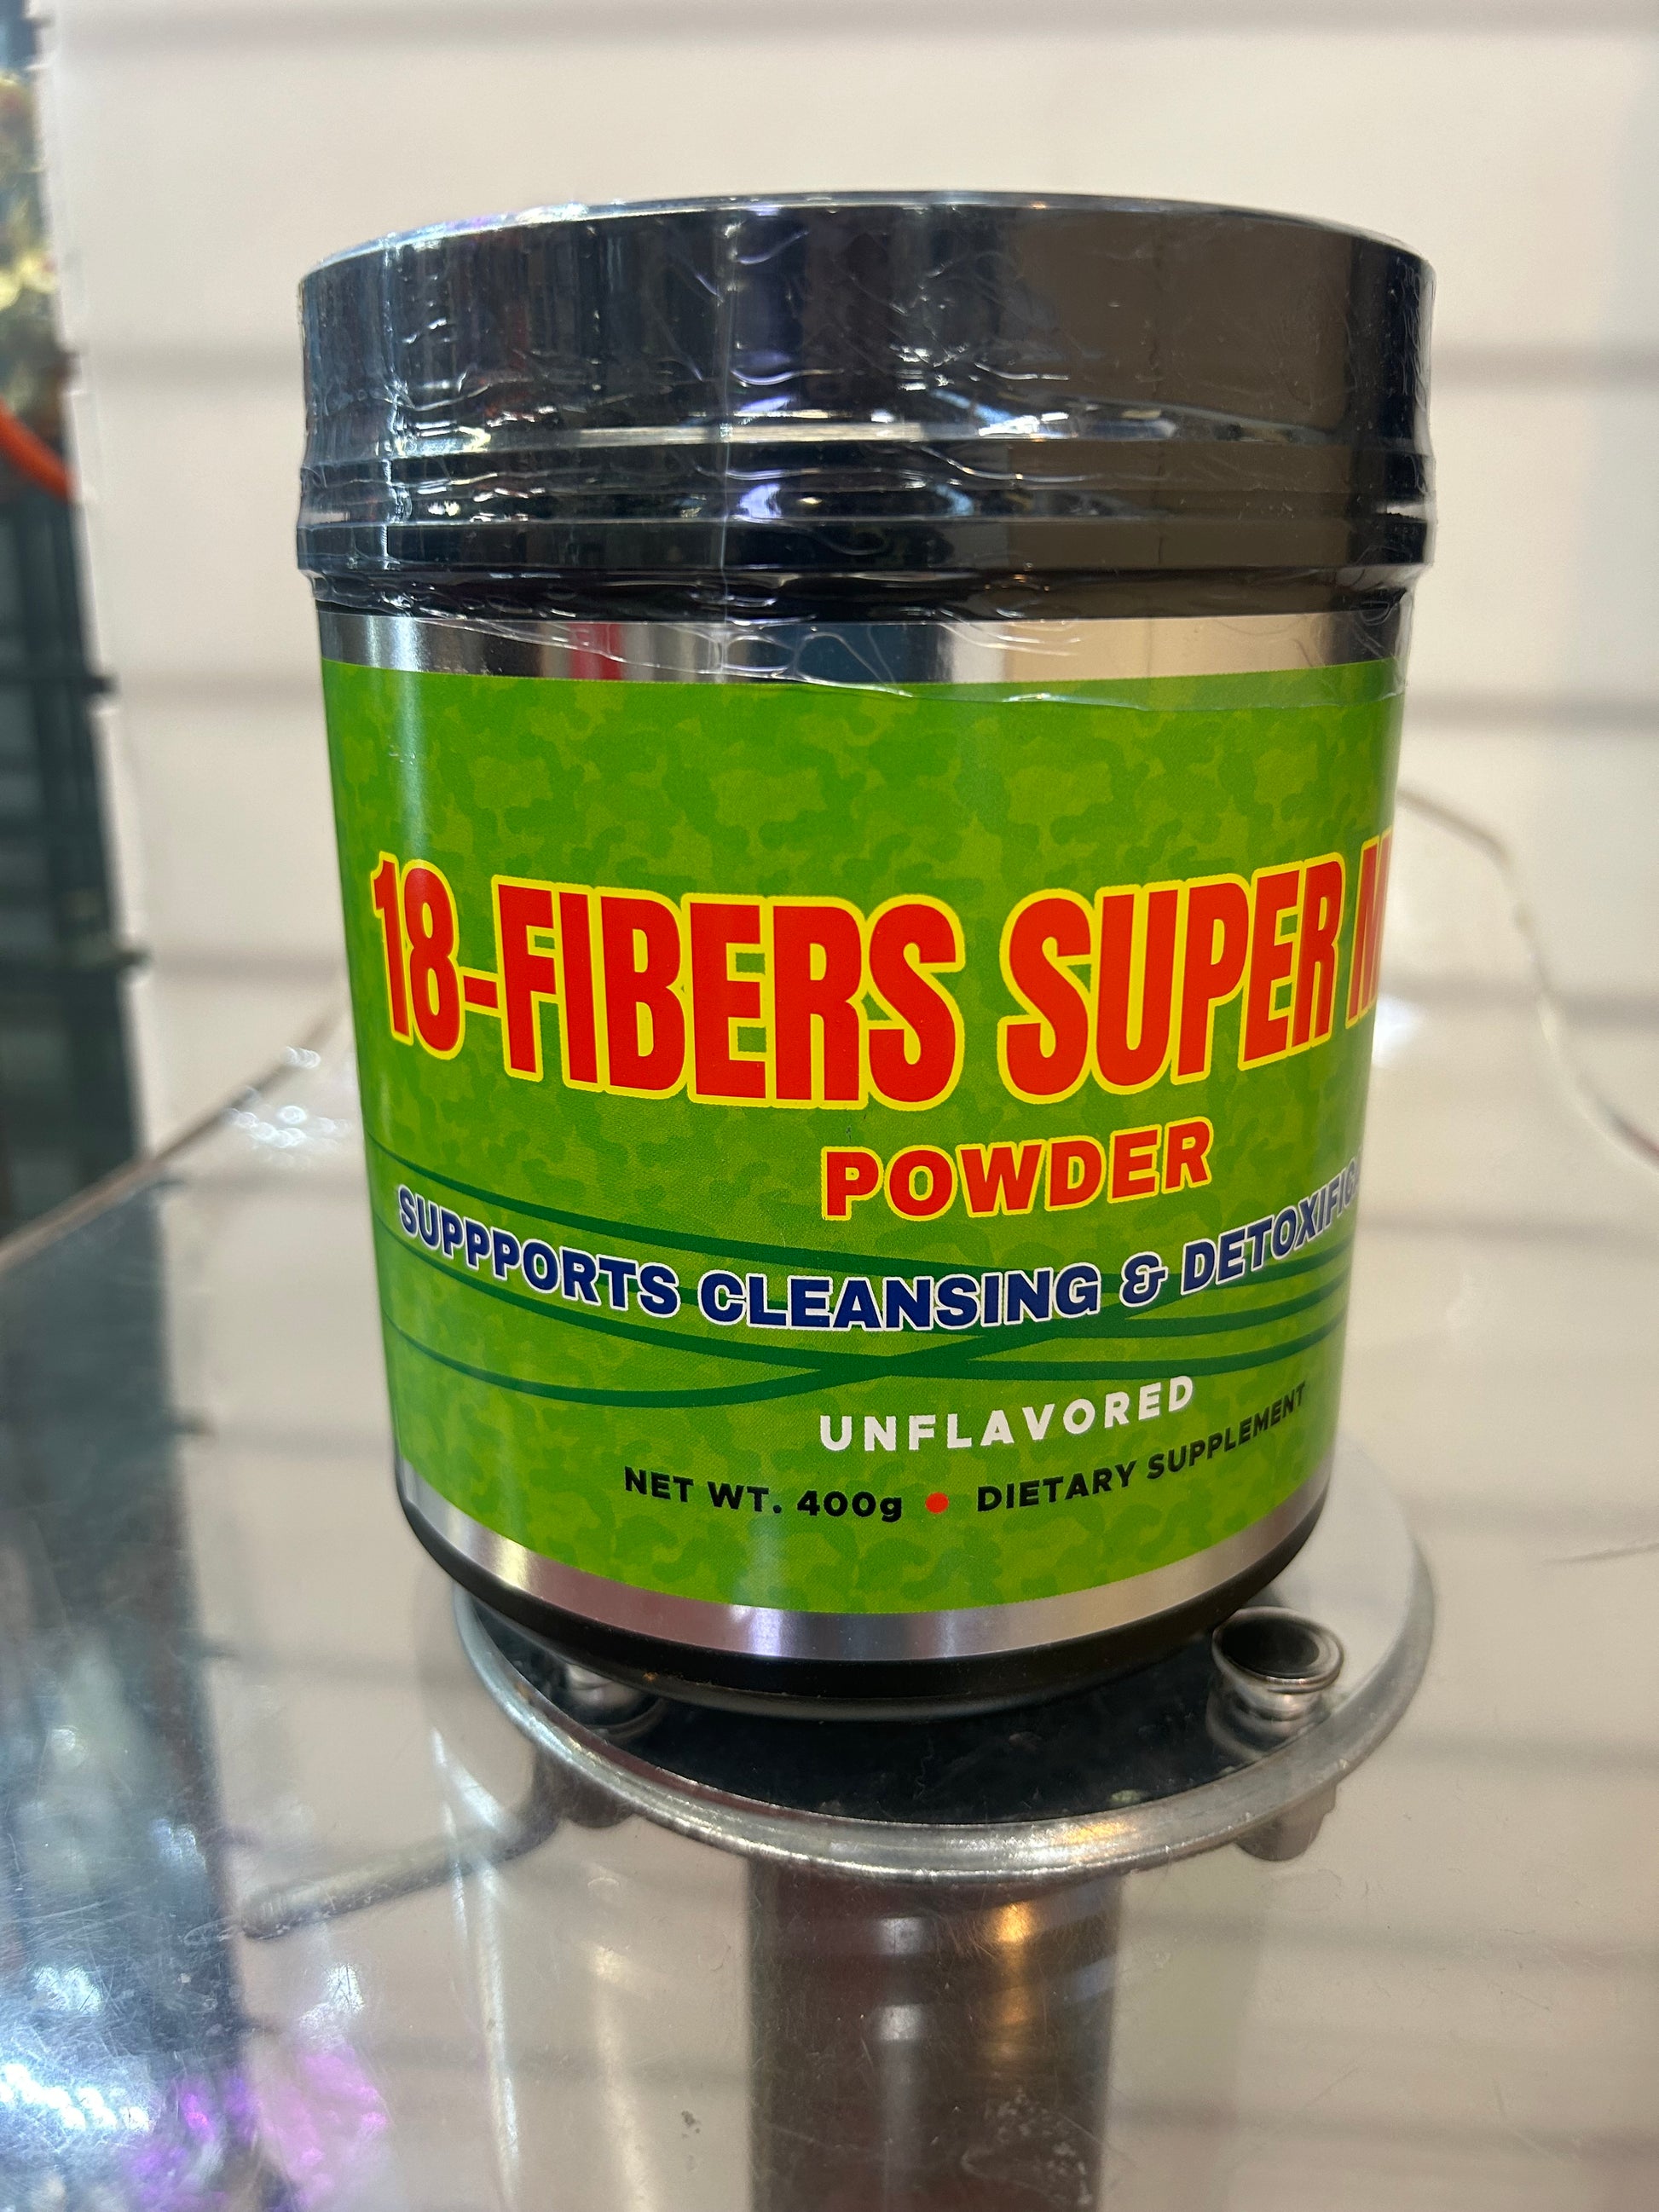 18-FIBERS SUPER
POWDER
SUPPPORTS CLEANSING &
UNFLAVORED
NET WT. 400g • DIETARY SUPPLEMENT